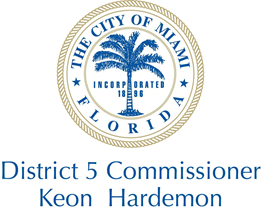 THE CITY OF MIAMI
INCORPORATED
18 96
FLORIDA
District 5 Commissioner
Keon Hardemon